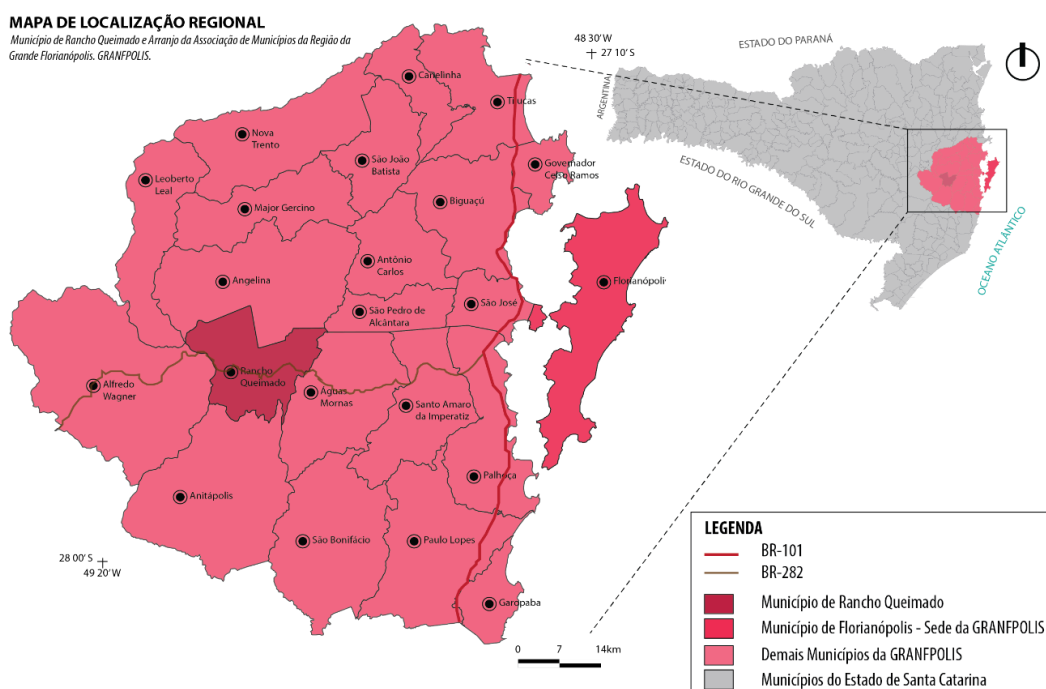 MAPA DE LOCALIZAÇÃO REGIONAL
Município de Rancho Queimado e Arranjo da Associação de Municípios da Região da
Grande Florianópolis. GRANFPOLIS.
48 30' W
27 10' S
ESTADO DO PARANÁ
ARGENTINA
ESTADO DO RIO GRANDE DO SUL
OCEANO ATLÂNTICO
Canelinha
Tijucas
Nova
Trento
São João
Batista
Governador
Celso Ramos
Leoberto
Leal
Major Gercino
Biguaçú
Antônio
Carlos
Angelina
Florianópoli
São José
São Pedro de
Alcântara
Rancho
Queimado
Alfredo
Wagner
Águas
Mornas
Santo Amaro
da Imperatiz
Palhoça
Anitápolis
São Bonifácio
Paulo Lopes
28 00' S
49 20' W
Garopaba
0 7 14km
LEGENDA
BR-101
BR-282
Município de Rancho Queimado
Município de Florianópolis - Sede da GRANFPOLIS
Demais Municípios da GRANFPOLIS
Municípios do Estado de Santa Catarina